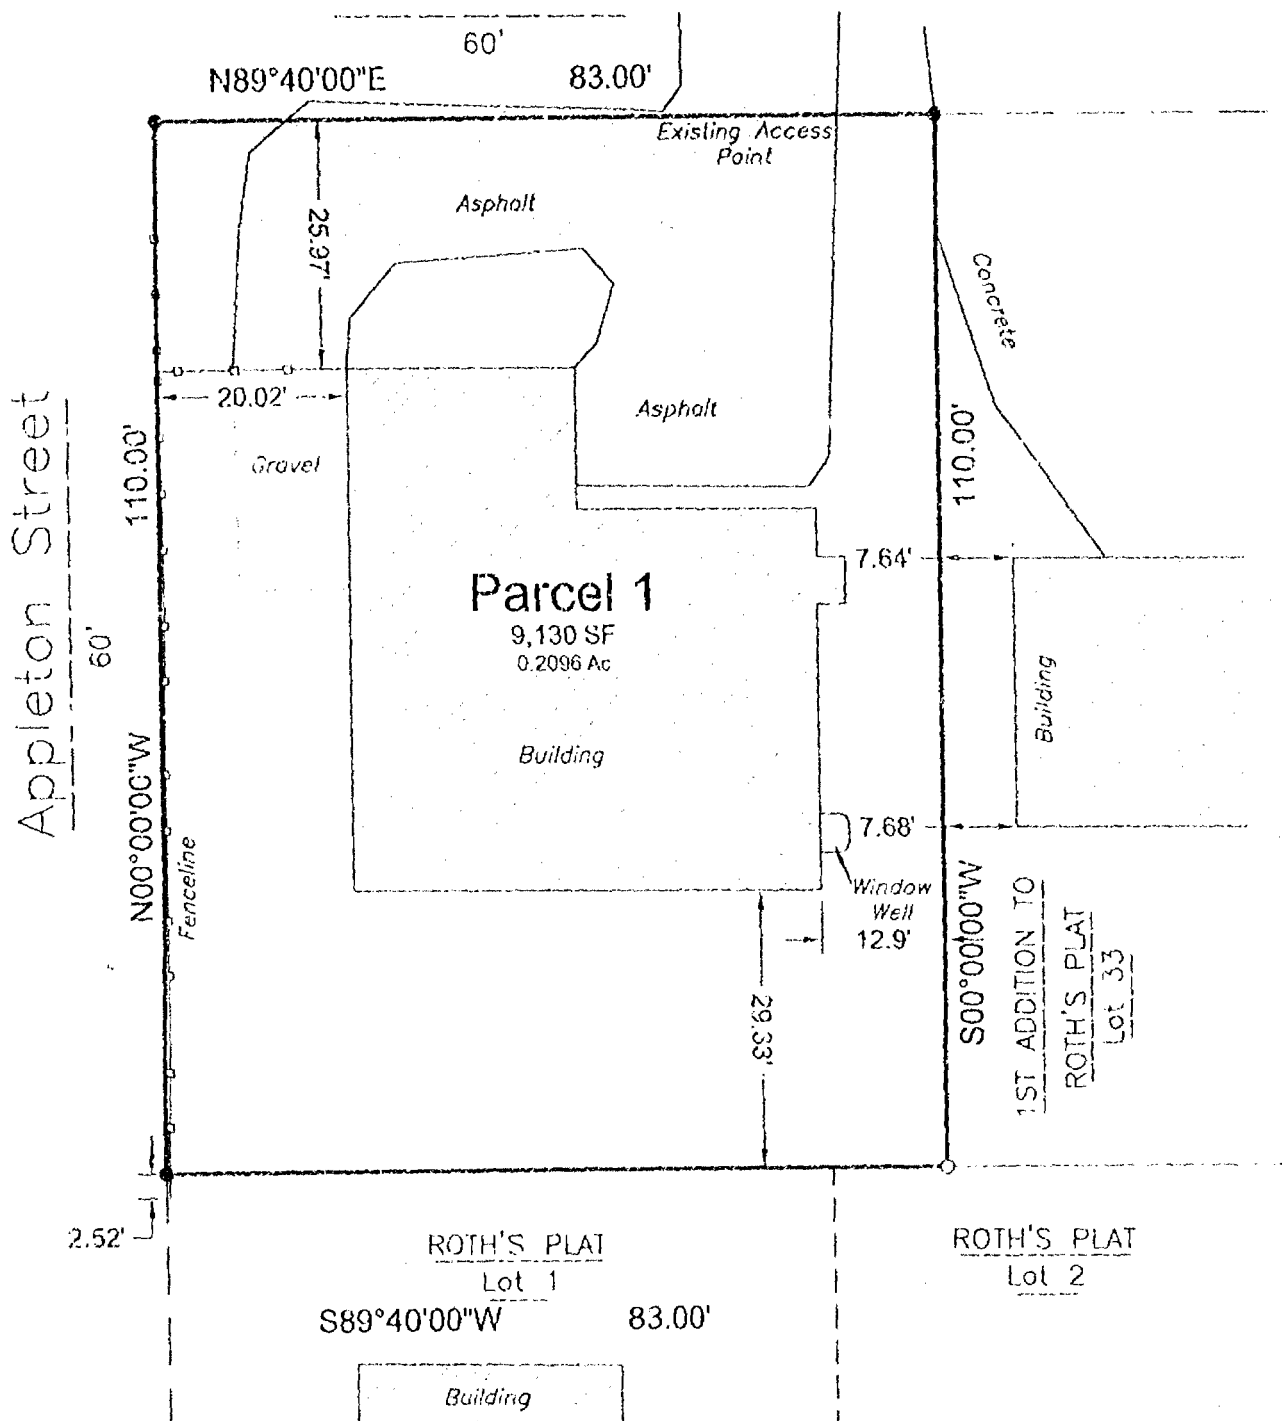 60'
N89°40'00"E 83.00'
Existing Access
Point
Asphalt
25.97'
Concrete
20.02'
Asphalt
Gravel
110.00'
110.00'
Appleton Street
60'
7.64'
Parcel 1
9,130 SF
0.2096 Ac
Building
Building
N00°00'00"W
Fenceline
7.68'
Window
Well
12.9'
S00°00'00"W
1ST ADDITION TO
ROTH'S PLAT
Lot 33
29.33'
2.52'
ROTH'S PLAT
Lot 1
ROTH'S PLAT
Lot 2
S89°40'00"W 83.00'
Building